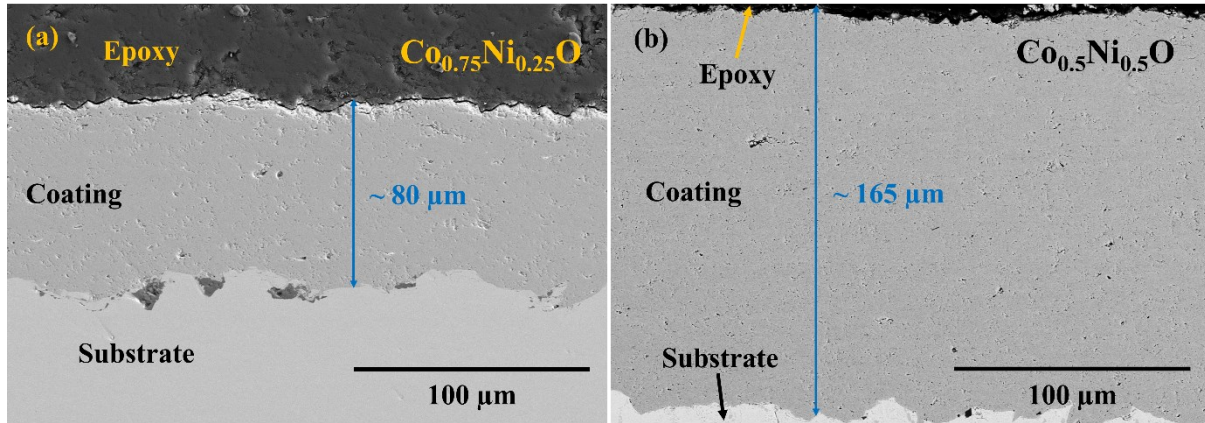 (a)
Epoxy
Co0.75Ni0.25O
Coating
~ 80 μm
Substrate
100 μm
(b)
Epoxy
Co0.5Ni0.5O
Coating
~ 165 μm
Substrate
100 μm